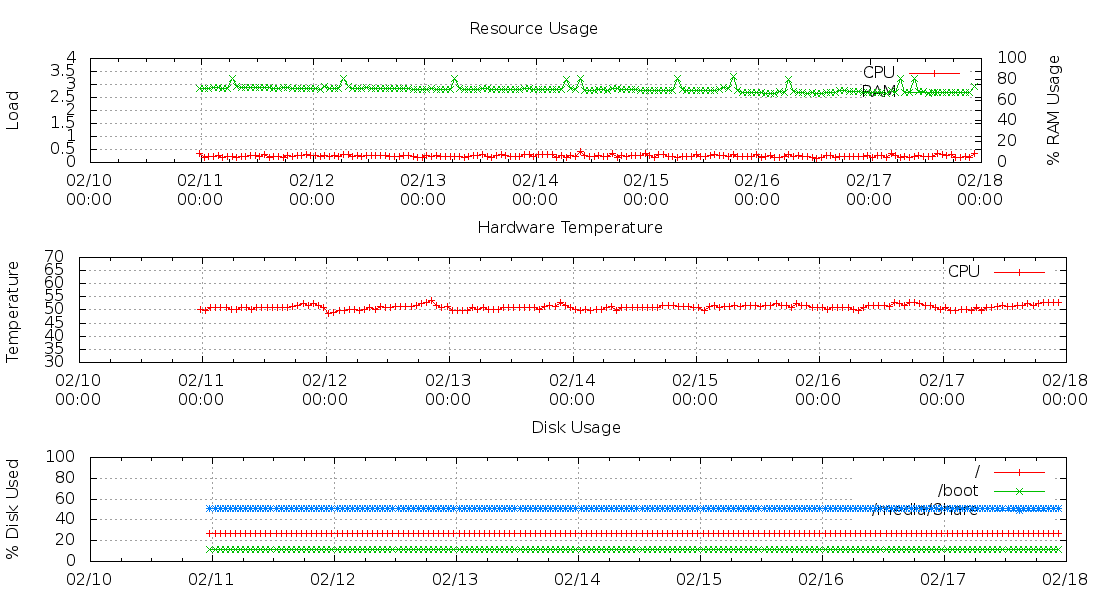 Resource Usage
4
3.5
3
2.5
2
1.5
1
0.5
0
Load
100
80
60
40
20
0
% RAM Usage
CPU
RAM
02/10 02/11 02/12 02/13 02/14 02/15 02/16 02/17 02/18
00:00 00:00 00:00 00:00 00:00 00:00 00:00 00:00 00:00
Hardware Temperature
70
65
60
55
50
45
40
35
30
Temperature
CPU
02/10 02/11 02/12 02/13 02/14 02/15 02/16 02/17 02/18
00:00 00:00 00:00 00:00 00:00 00:00 00:00 00:00 00:00
Disk Usage
100
80
60
40
20
0
% Disk Used
/
/boot
/media/Share
02/10 02/11 02/12 02/13 02/14 02/15 02/16 02/17 02/18